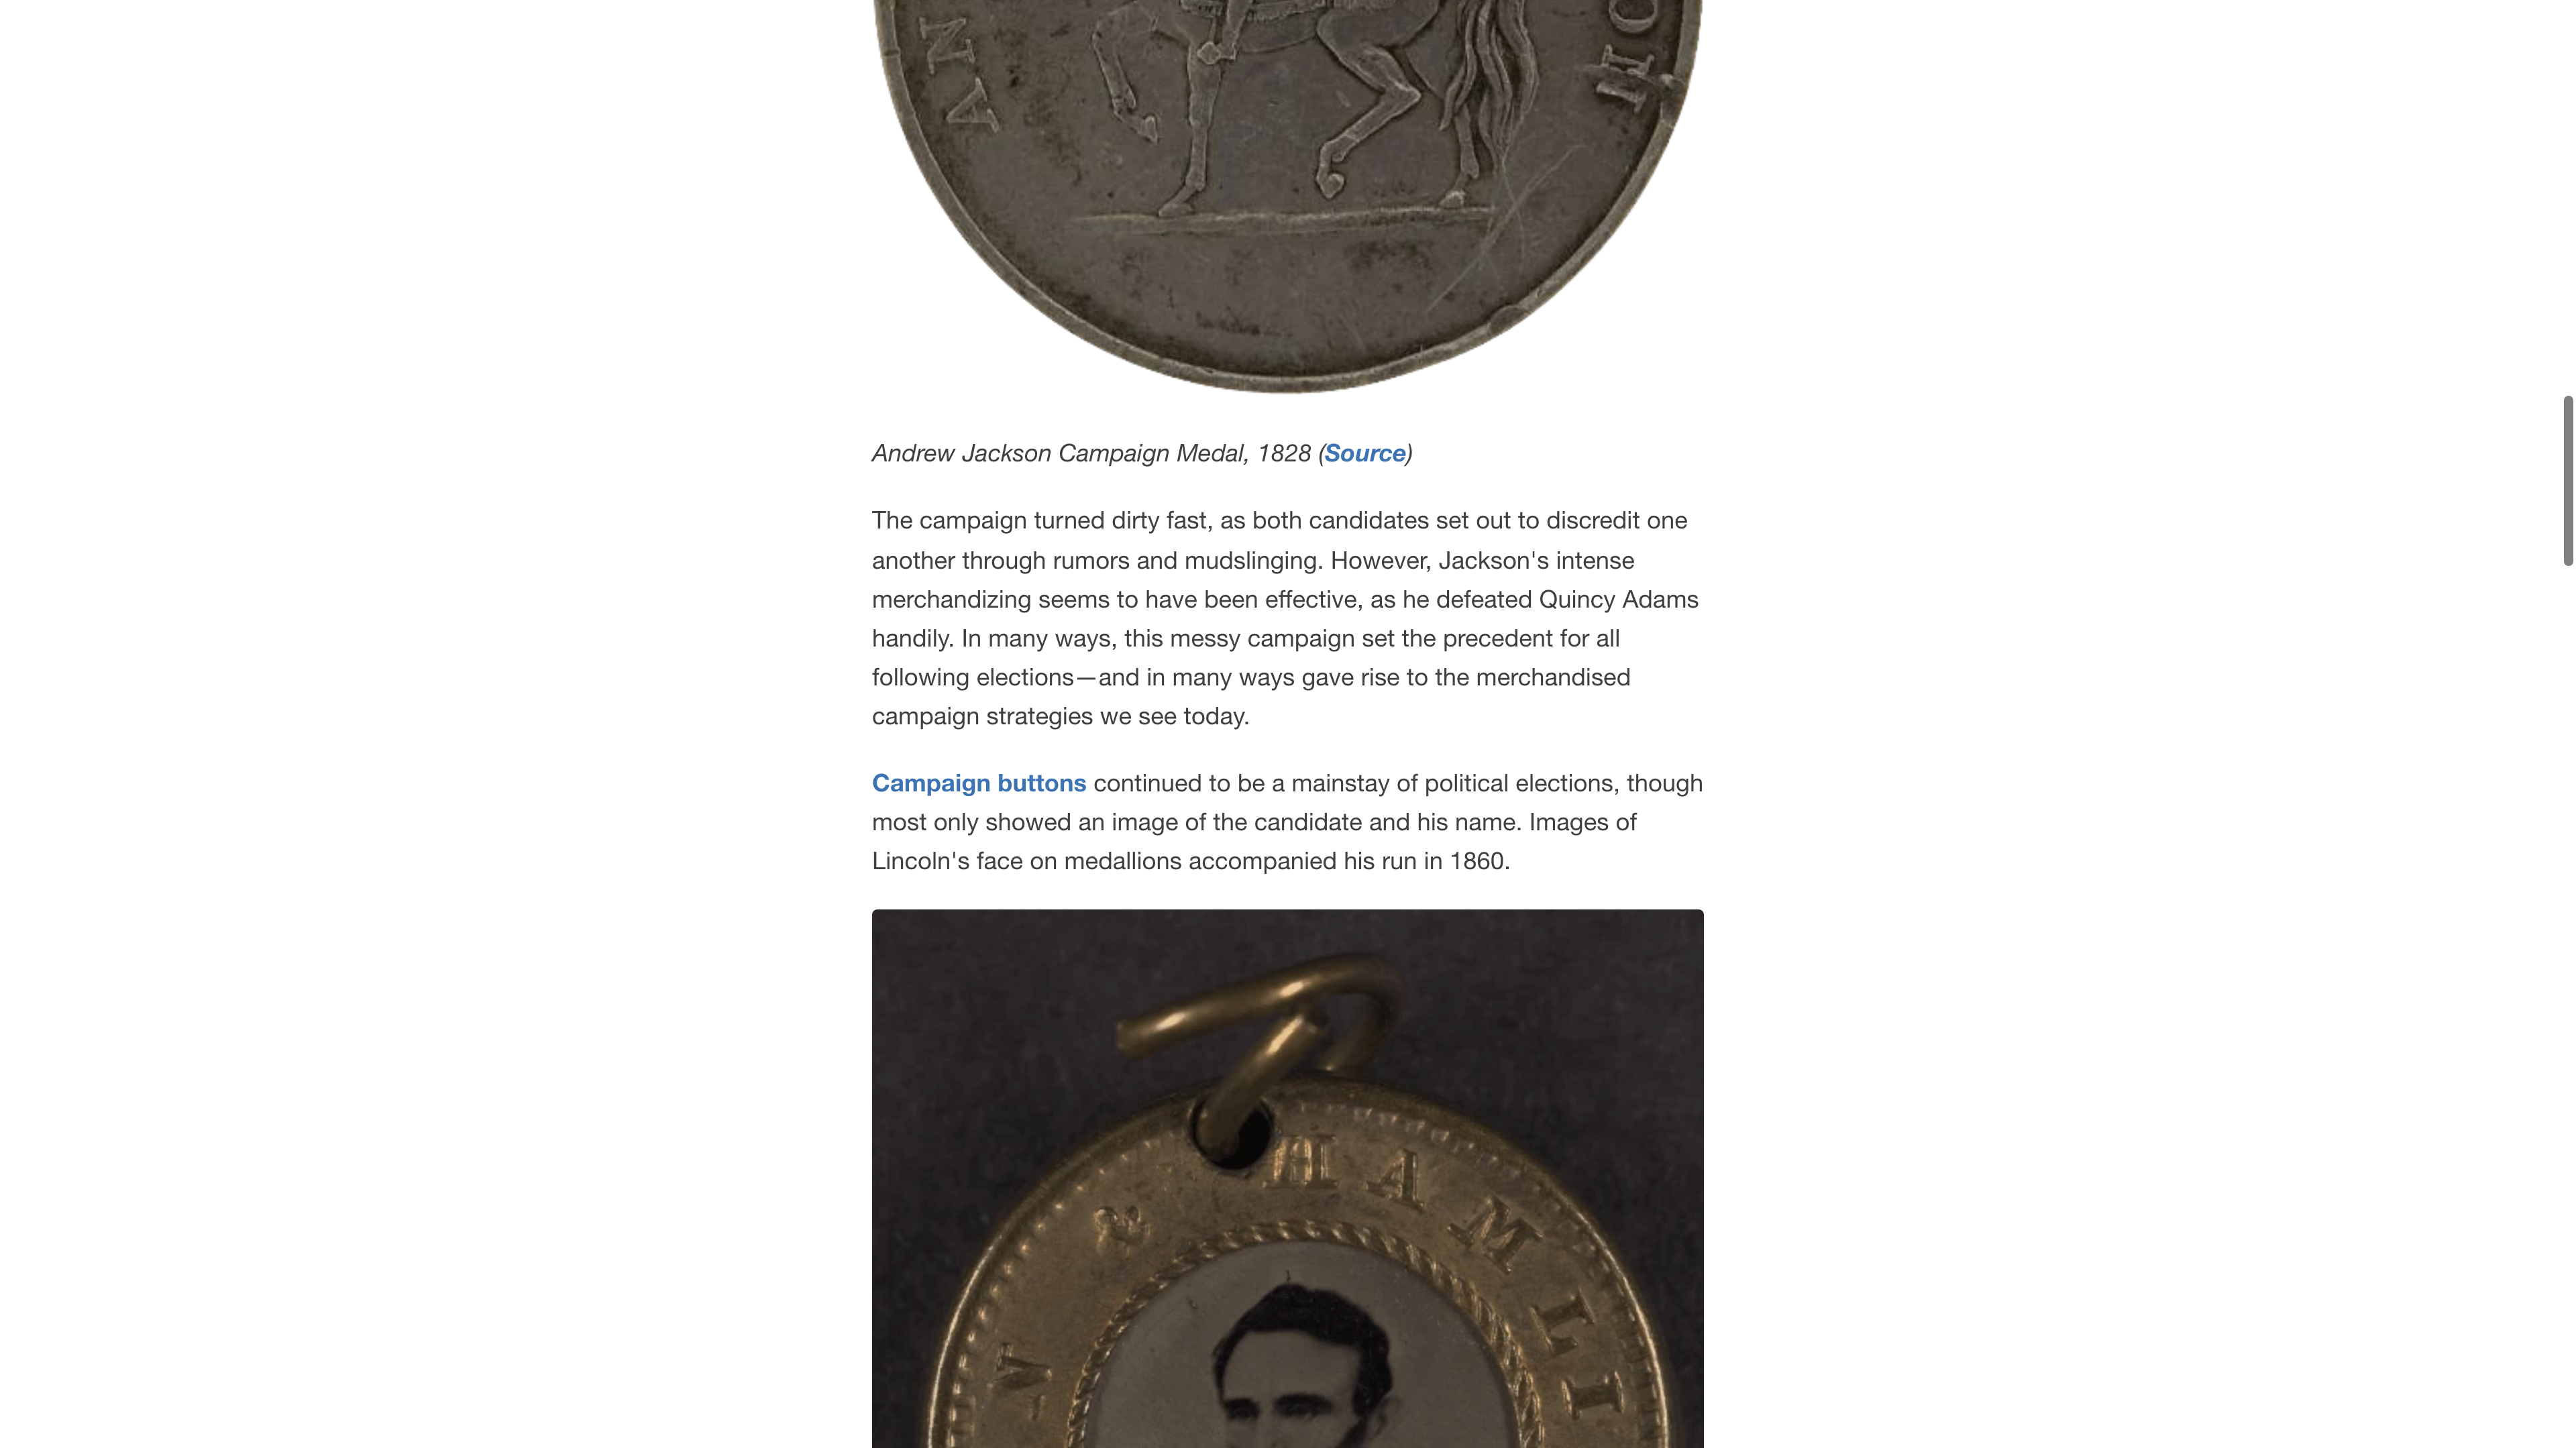 AN
OR
Andrew Jackson Campaign Medal, 1828 (Source)
The campaign turned dirty fast, as both candidates set out to discredit one
another through rumors and mudslinging. However, Jackson's intense
merchandizing seems to have been effective, as he defeated Quincy Adams
handily. In many ways, this messy campaign set the precedent for all
following elections—and in many ways gave rise to the merchandised
campaign strategies we see today.
Campaign buttons continued to be a mainstay of political elections, though
most only showed an image of the candidate and his name. Images of
Lincoln's face on medallions accompanied his run in 1860.
N & HAMLI